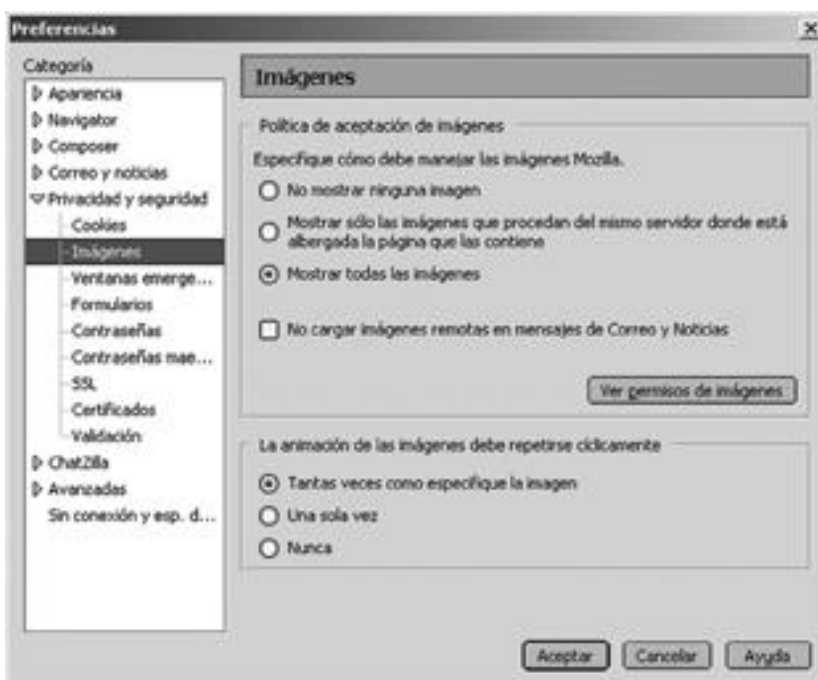 Preferencias
Categoría
Apariencia
Navigator
Composer
Correo y noticias
Privacidad y seguridad
Cookies
Imágenes
Ventanas emerge...
Formularios
Contraseñas
Contraseñas mae...
SSL
Certificados
Validación
ChatZilla
Avanzadas
Sin conexión y esp. d...
Imágenes
Política de aceptación de imágenes
Especifique cómo debe manejar las imágenes Mozilla.
No mostrar ninguna imagen
Mostrar sólo las imágenes que procedan del mismo servidor donde está
albergada la página que las contiene
Mostrar todas las imágenes
No cargar imágenes remotas en mensajes de Correo y Noticias
Ver permisos de imágenes
La animación de las imágenes debe repetirse cíclicamente
Tantas veces como especifique la imagen
Una sola vez
Nunca
Aceptar
Cancelar
Ayuda